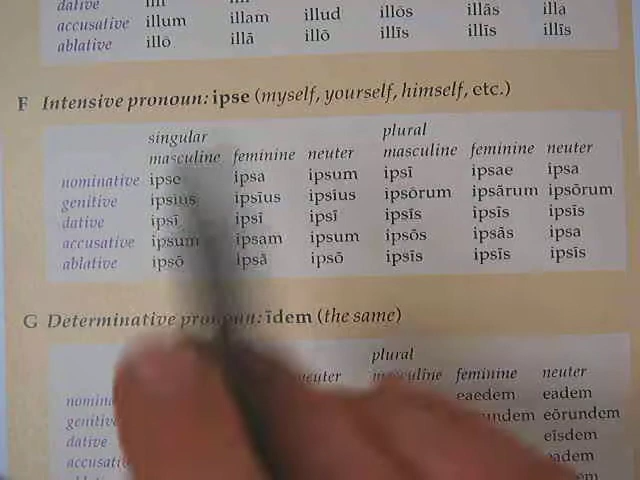 dative
accusative illum illam illud illōs illās illa
ablative illō illā illō illīs illīs illīs
F Intensive pronoun: ipse (myself, yourself, himself, etc.)
singular plural
masculine feminine neuter masculine feminine neuter
nominative ipse ipsa ipsum ipsī ipsae ipsa
genitive ipsīus ipsīus ipsīus ipsōrum ipsārum ipsōrum
dative ipsī ipsī ipsī ipsīs ipsīs ipsīs
accusative ipsum ipsam ipsum ipsōs ipsās ipsa
ablative ipsō ipsā ipsō ipsīs ipsīs ipsīs
G Determinative pronoun: īdem (the same)
plural
neuter masculine feminine neuter
eaedem eadem
eōrundem
dative eīsdem